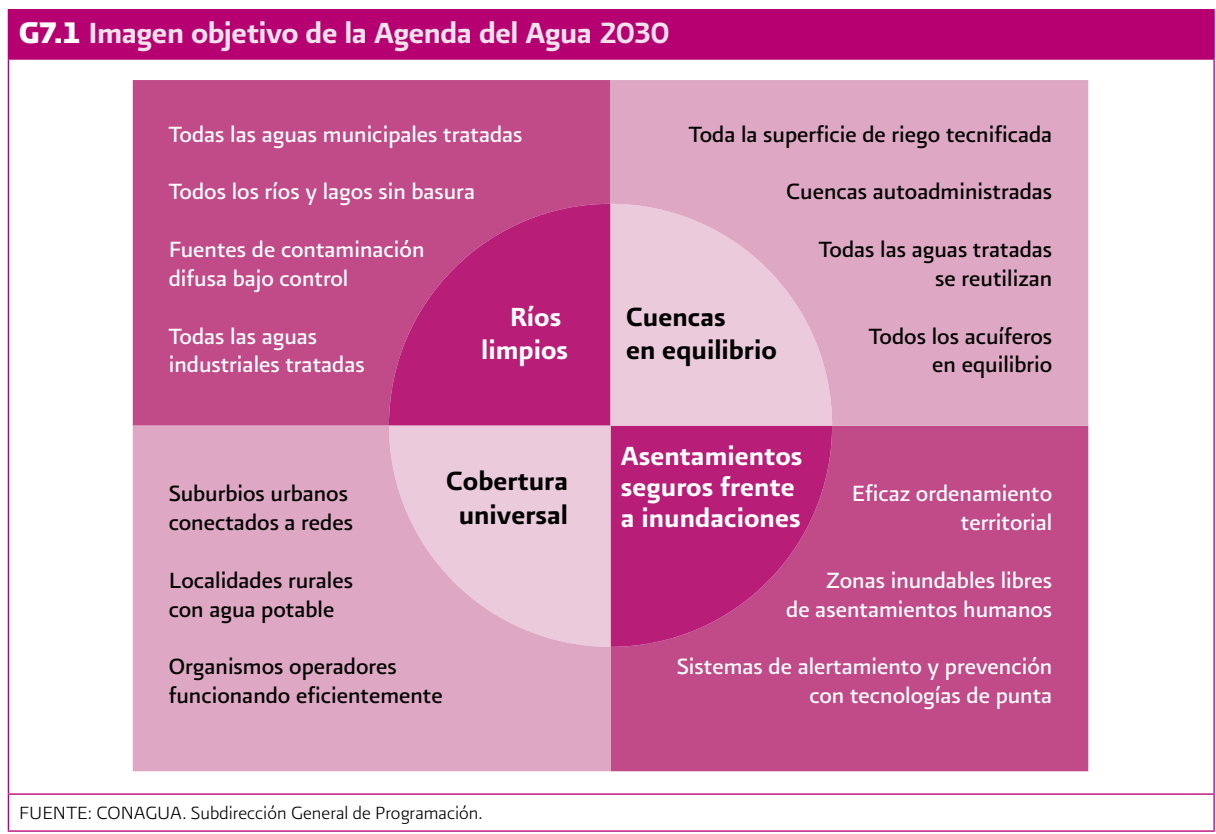 G7.1 Imagen objetivo de la Agenda del Agua 2030
Todas las aguas municipales tratadas
Todos los ríos y lagos sin basura
Fuentes de contaminación
difusa bajo control
Todas las aguas
industriales tratadas
Ríos
limpios
Toda la superficie de riego tecnificada
Cuencas autoadministradas
Todas las aguas tratadas
se reutilizan
Todos los acuíferos
en equilibrio
Cuencas
en equilibrio
Suburbios urbanos
conectados a redes
Localidades rurales
con agua potable
Organismos operadores
funcionando eficientemente
Cobertura
universal
Asentamientos
seguros frente
a inundaciones
Eficaz ordenamiento
territorial
Zonas inundables libres
de asentamientos humanos
Sistemas de alertamiento y prevención
con tecnologías de punta
FUENTE: CONAGUA. Subdirección General de Programación.